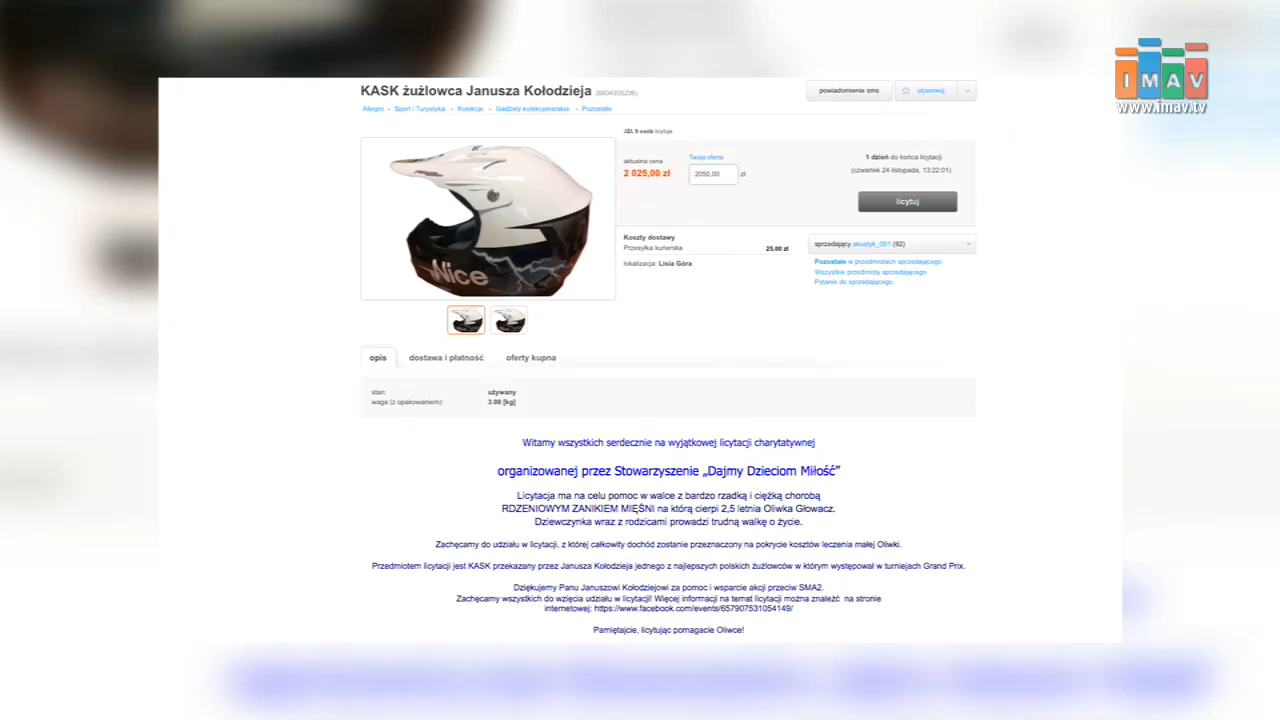 IMAV
www.imav.tv
KASK żużlowca Janusza Kołodzieja
powiadomienie sms
obserwuj
Allegro Sport i Turystyka Kolekcje Gadżety kolekcjonerskie Pozostałe
9 osób licytuje
aktualna cena
2 025,00 zł
Twoja oferta
2050,00 zł
1 dzień do końca licytacji
(czwartek 24 listopada, 13:22:01)
licytuj
Koszty dostawy
Przesyłka kurierska 25,00 zł
lokalizacja: Lisia Góra
sprzedający akustyk_001 (92)
Pozostałe w przedmiotach sprzedającego
Wszystkie przedmioty sprzedającego
Pytanie do sprzedającego
Nice
opis dostawa i płatność oferty kupna
stan: używany
waga (z opakowaniem): 3.00 [kg]
Witamy wszystkich serdecznie na wyjątkowej licytacji charytatywnej
organizowanej przez Stowarzyszenie „Dajmy Dzieciom Miłość”
Licytacja ma na celu pomoc w walce z bardzo rzadką i ciężką chorobą
RDZENIOWYM ZANIKIEM MIĘŚNI na którą cierpi 2,5 letnia Oliwka Głowacz.
Dziewczynka wraz z rodzicami prowadzi trudną walkę o życie.
Zachęcamy do udziału w licytacji, z której całkowity dochód zostanie przeznaczony na pokrycie kosztów leczenia małej Oliwki.
Przedmiotem licytacji jest KASK przekazany przez Janusza Kołodzieja jednego z najlepszych polskich żużlowców w którym występował w turniejach Grand Prix.
Dziękujemy Panu Januszowi Kołodziejowi za pomoc i wsparcie akcji przeciw SMA2.
Zachęcamy wszystkich do wzięcia udziału w licytacji! Więcej informacji na temat licytacji można znaleźć na stronie
internetowej: https://www.facebook.com/events/657907531054149/
Pamiętajcie, licytując pomagacie Oliwce!